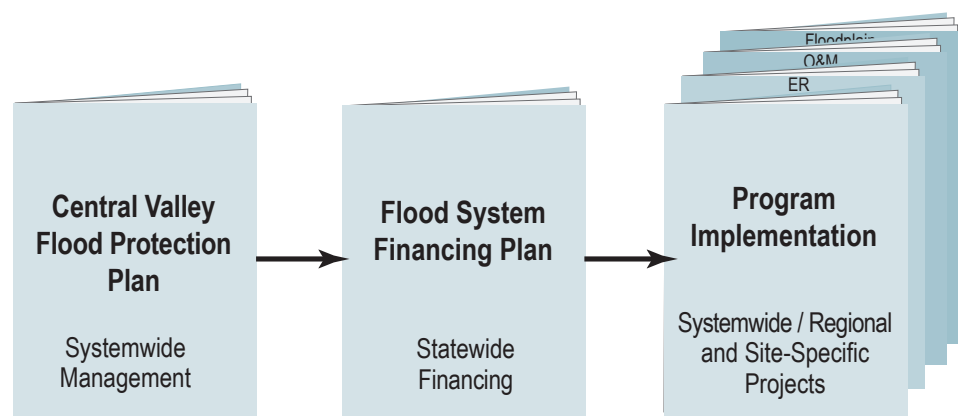 Central Valley
Flood Protection
Plan
Systemwide
Management
Flood System
Financing Plan
Statewide
Financing
Floodplain
O&M
ER
Program
Implementation
Systemwide / Regional
and Site-Specific
Projects